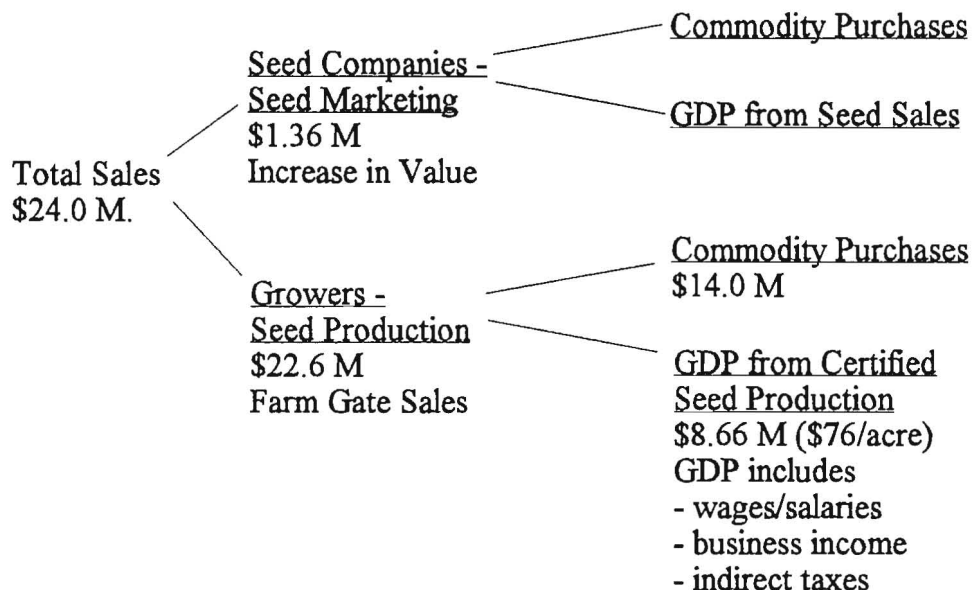 Total Sales
$24.0 M.
Seed Companies -
Seed Marketing
$1.36 M
Increase in Value
Commodity Purchases
GDP from Seed Sales
Growers -
Seed Production
$22.6 M
Farm Gate Sales
Commodity Purchases
$14.0 M
GDP from Certified
Seed Production
$8.66 M ($76/acre)
GDP includes
- wages/salaries
- business income
- indirect taxes